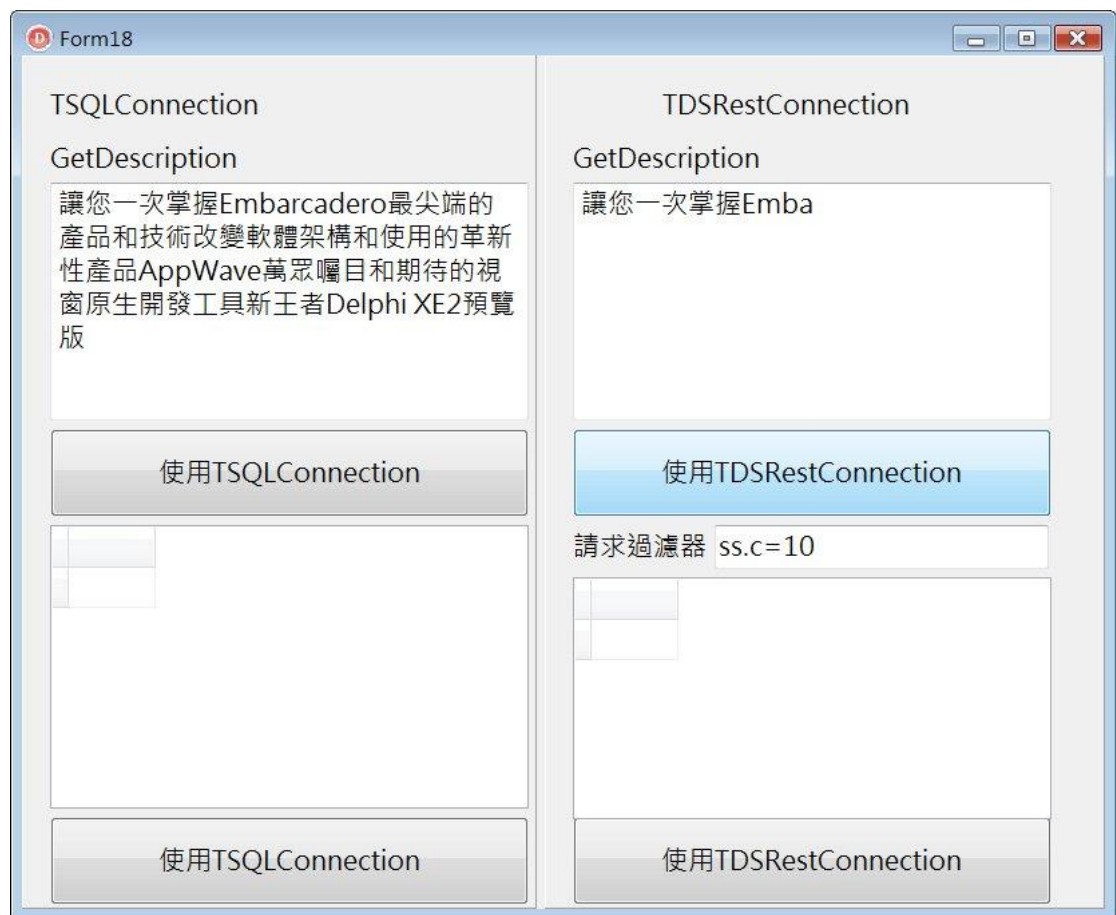 Form18
TSQLConnection
GetDescription
讓您一次掌握Embarcadero最尖端的
產品和技術改變軟體架構和使用的革新
性產品AppWave萬眾囑目和期待的視
窗原生開發工具新王者Delphi XE2預覽
版
使用TSQLConnection
使用TSQLConnection
TDSRestConnection
GetDescription
讓您一次掌握Emba
使用TDSRestConnection
請求過濾器 ss.c=10
使用TDSRestConnection